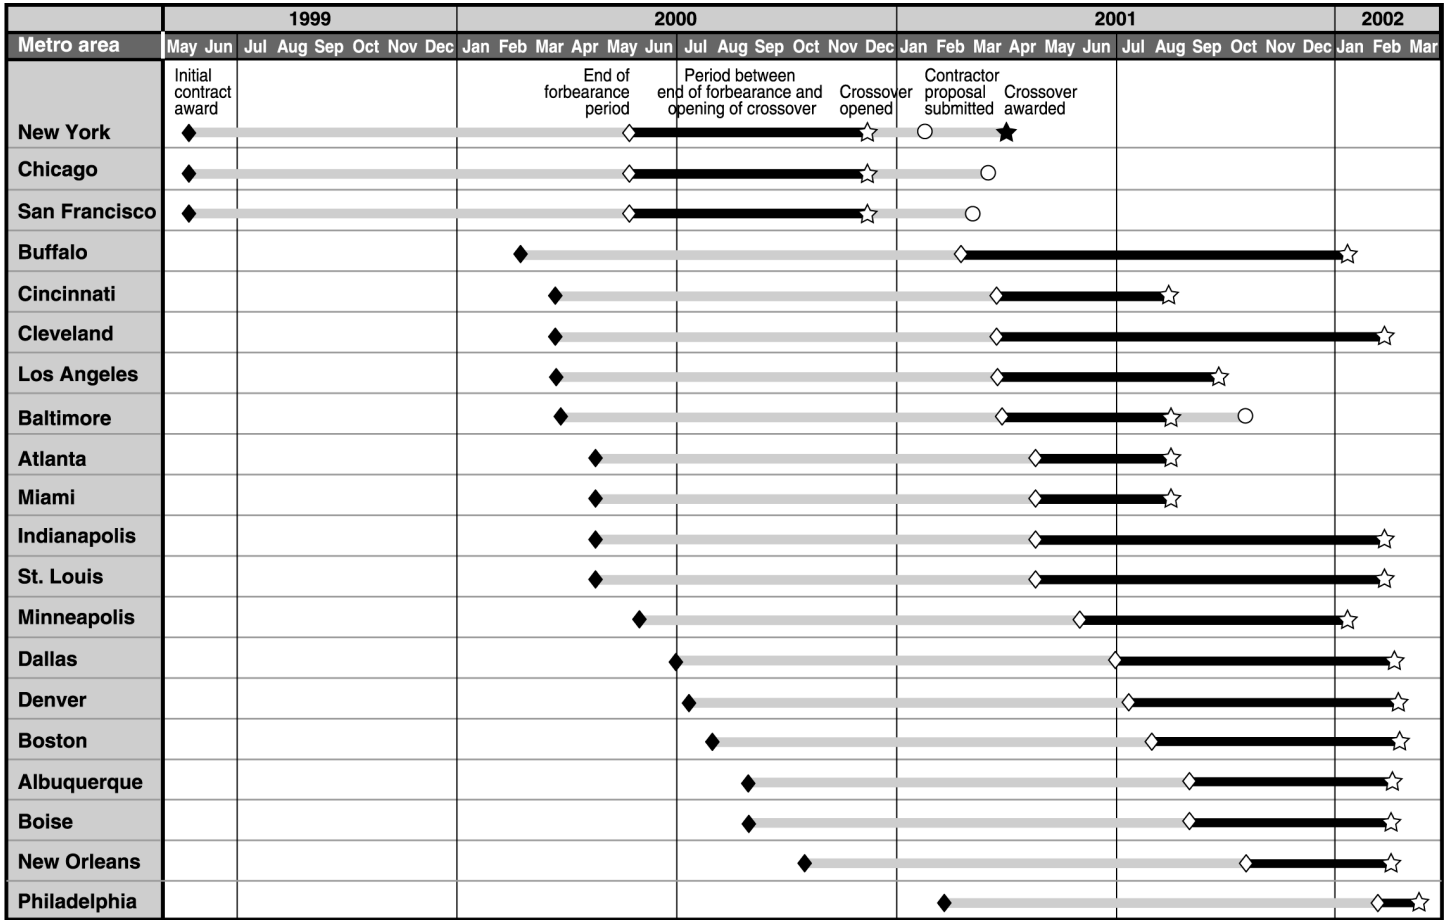 1999 2000 2001 2002
Metro area May Jun Jul Aug Sep Oct Nov Dec Jan Feb Mar Apr May Jun Jul Aug Sep Oct Nov Dec Jan Feb Mar Apr May Jun Jul Aug Sep Oct Nov Dec Jan Feb Mar
Initial
contract
award
End of
forbearance
period
Period between
end of forbearance and
opening of crossover
Crossover
opened
Contractor
proposal
submitted
Crossover
awarded
New York
Chicago
San Francisco
Buffalo
Cincinnati
Cleveland
Los Angeles
Baltimore
Atlanta
Miami
Indianapolis
St. Louis
Minneapolis
Dallas
Denver
Boston
Albuquerque
Boise
New Orleans
Philadelphia